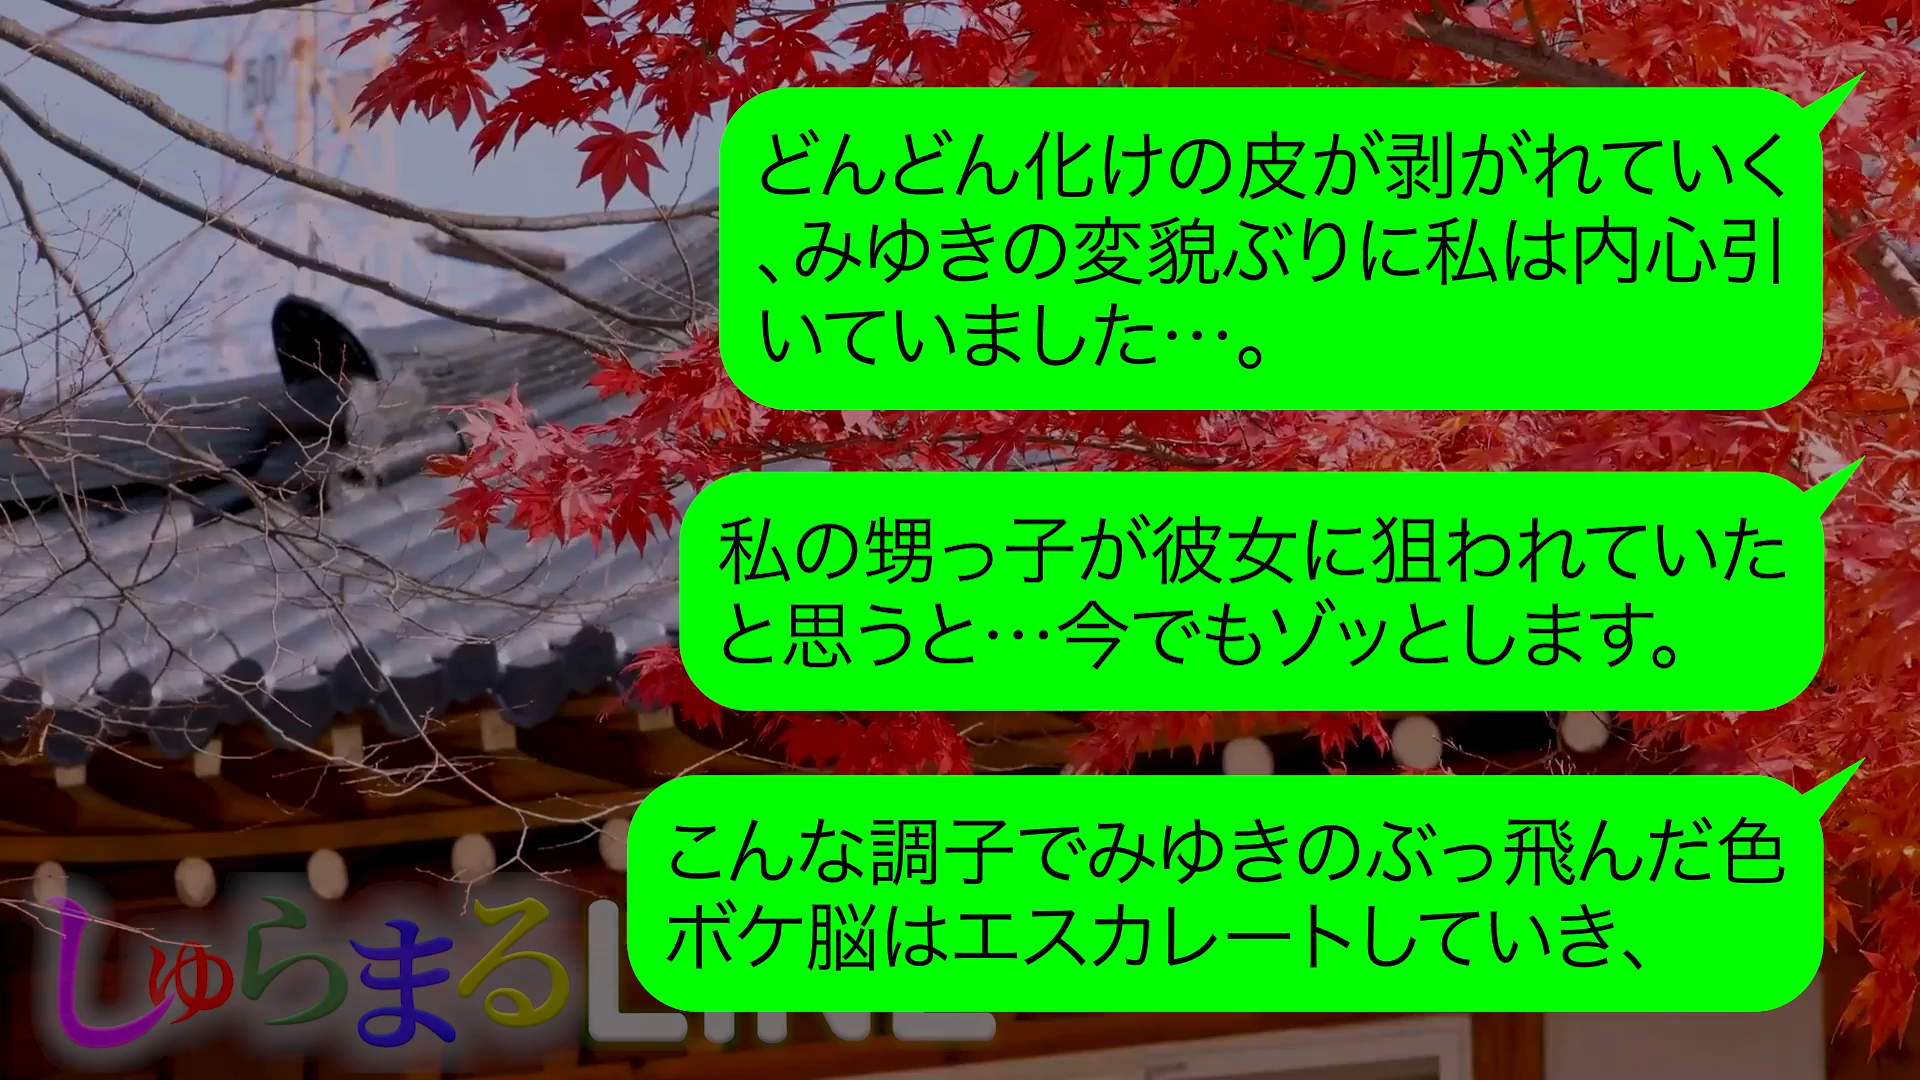 どんどん化けの皮が剥がれていく
、みゆきの変貌ぶりに私は内心引
いていました…。
私の甥っ子が彼女に狙われていた
と思うと…今でもゾッとします。
こんな調子でみゆきのぶっ飛んだ色
ボケ脳はエスカレートしていき、
しゅらまるLINE
50